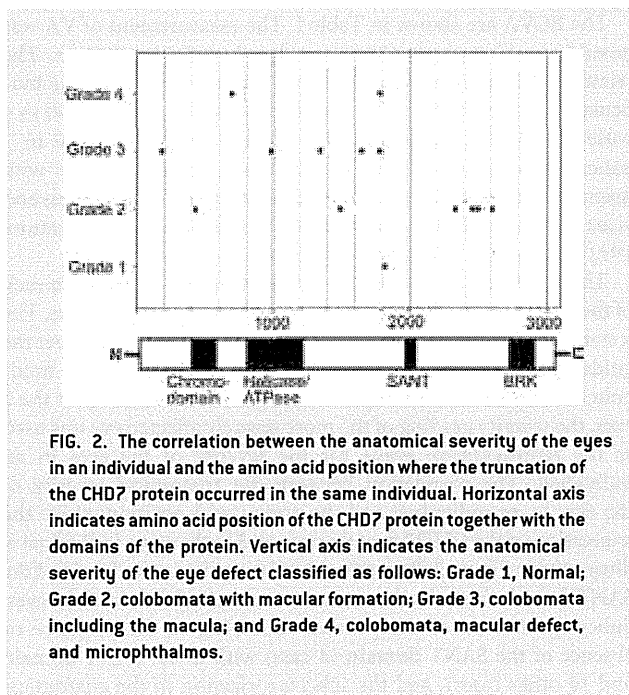 Grade 4
Grade 3
Grade 2
Grade 1
1000 2000 3000
N C
Chromo- Helicase/ SANT BRK
domain ATPase
FIG. 2. The correlation between the anatomical severity of the eyes
in an individual and the amino acid position where the truncation of
the CHD7 protein occurred in the same individual. Horizontal axis
indicates amino acid position of the CHD7 protein together with the
domains of the protein. Vertical axis indicates the anatomical
severity of the eye defect classified as follows: Grade 1, Normal;
Grade 2, colobomata with macular formation; Grade 3, colobomata
including the macula; and Grade 4, colobomata, macular defect,
and microphthalmos.